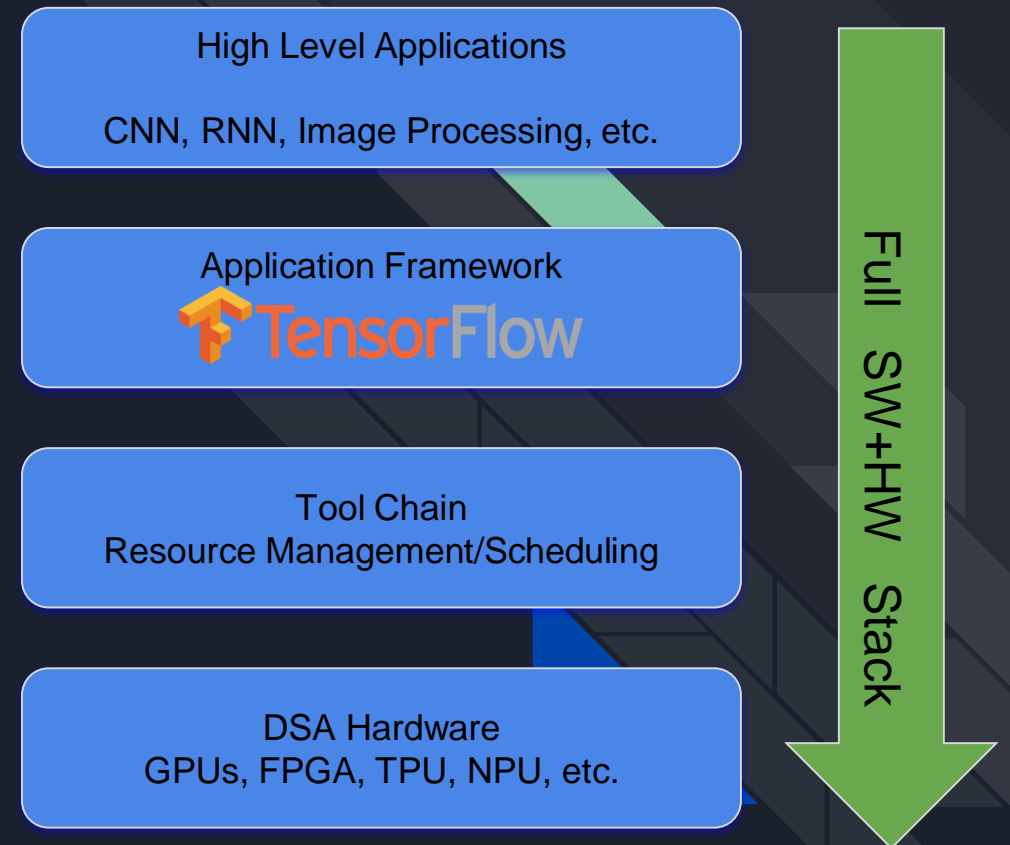 High Level Applications
CNN, RNN, Image Processing, etc.
Application Framework
TensorFlow
Tool Chain
Resource Management/Scheduling
DSA Hardware
GPUs, FPGA, TPU, NPU, etc.
Full SW+HW Stack